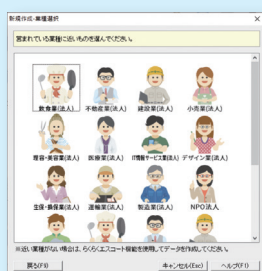 新規作成-業種選択
営まれている業種に近いものを選んでください。
飲食業(法人) 不動産業(法人) 建設業(法人) 小売業(法人)
理容・美容業(法人) 医療業(法人) IT情報サービス業(法人) デザイン業(法人)
生保・損保業(法人) 運輸業(法人) 製造業(法人) NPO法人
※近い業種がない場合は、らくらくエスコート機能を使用してデータを作成してください。
戻る(F9) キャンセル(Esc) ヘルプ(F1)